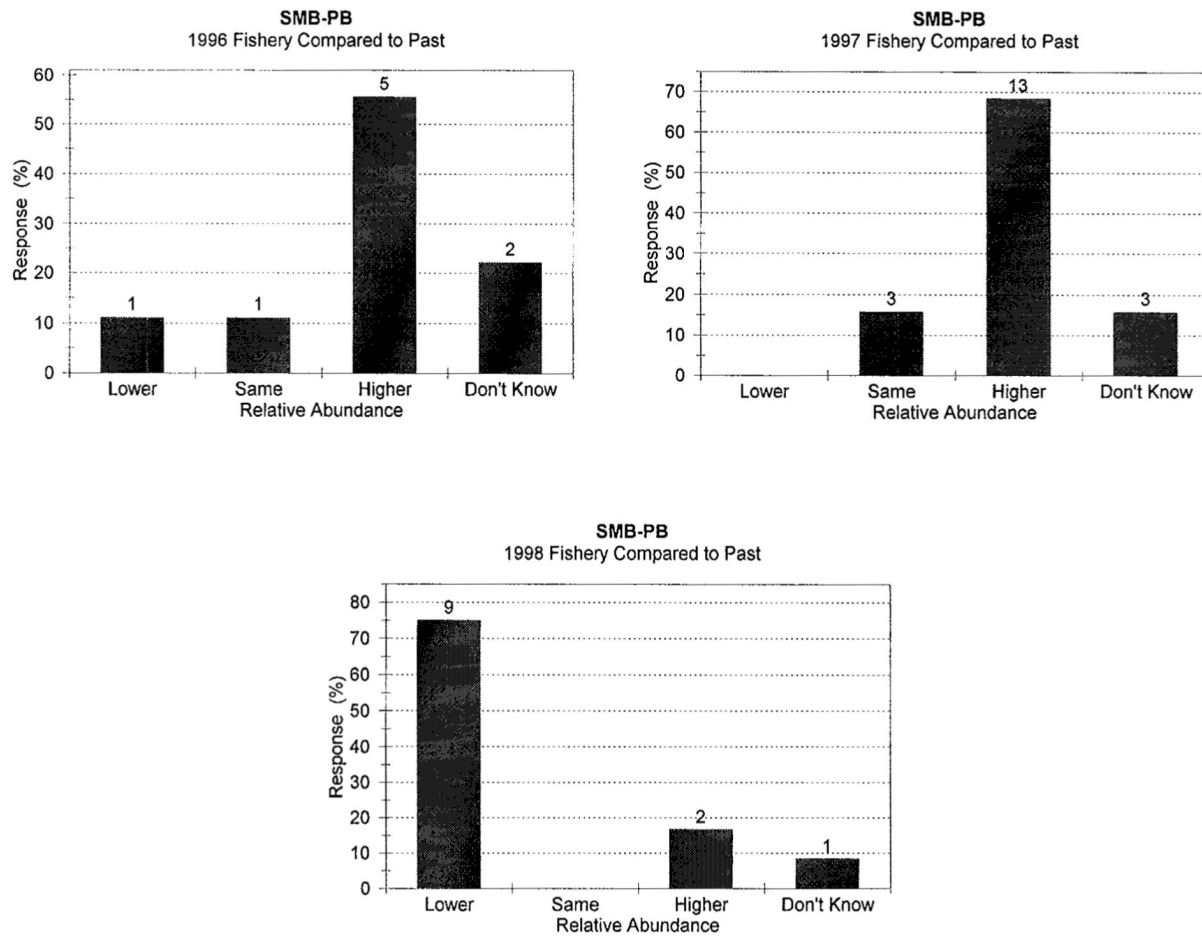 SMB-PB
1996 Fishery Compared to Past
60
50
40
30
20
10
0
Response (%)
1
1
5
2
Lower Same Higher Don't Know
Relative Abundance
SMB-PB
1997 Fishery Compared to Past
70
60
50
40
30
20
10
0
Response (%)
3
13
3
Lower Same Higher Don't Know
Relative Abundance
SMB-PB
1998 Fishery Compared to Past
80
70
60
50
40
30
20
10
0
Response (%)
9
2
1
Lower Same Higher Don't Know
Relative Abundance